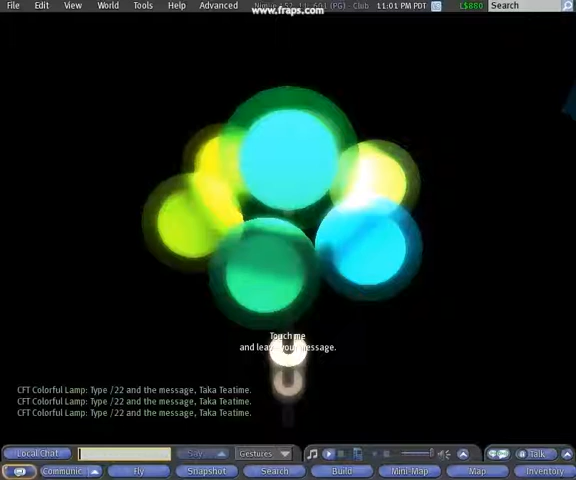 File Edit View World Tools Help Advanced
11:01 PM PDT
L$880
Search
www.fraps.com
Touch me
and leave your message.
CFT Colorful Lamp: Type /22 and the message, Taka Teatime.
CFT Colorful Lamp: Type /22 and the message, Taka Teatime.
CFT Colorful Lamp: Type /22 and the message, Taka Teatime.
Local Chat Say Gestures Talk
Communic Fly Snapshot Search Build Mini-Map Map Inventory